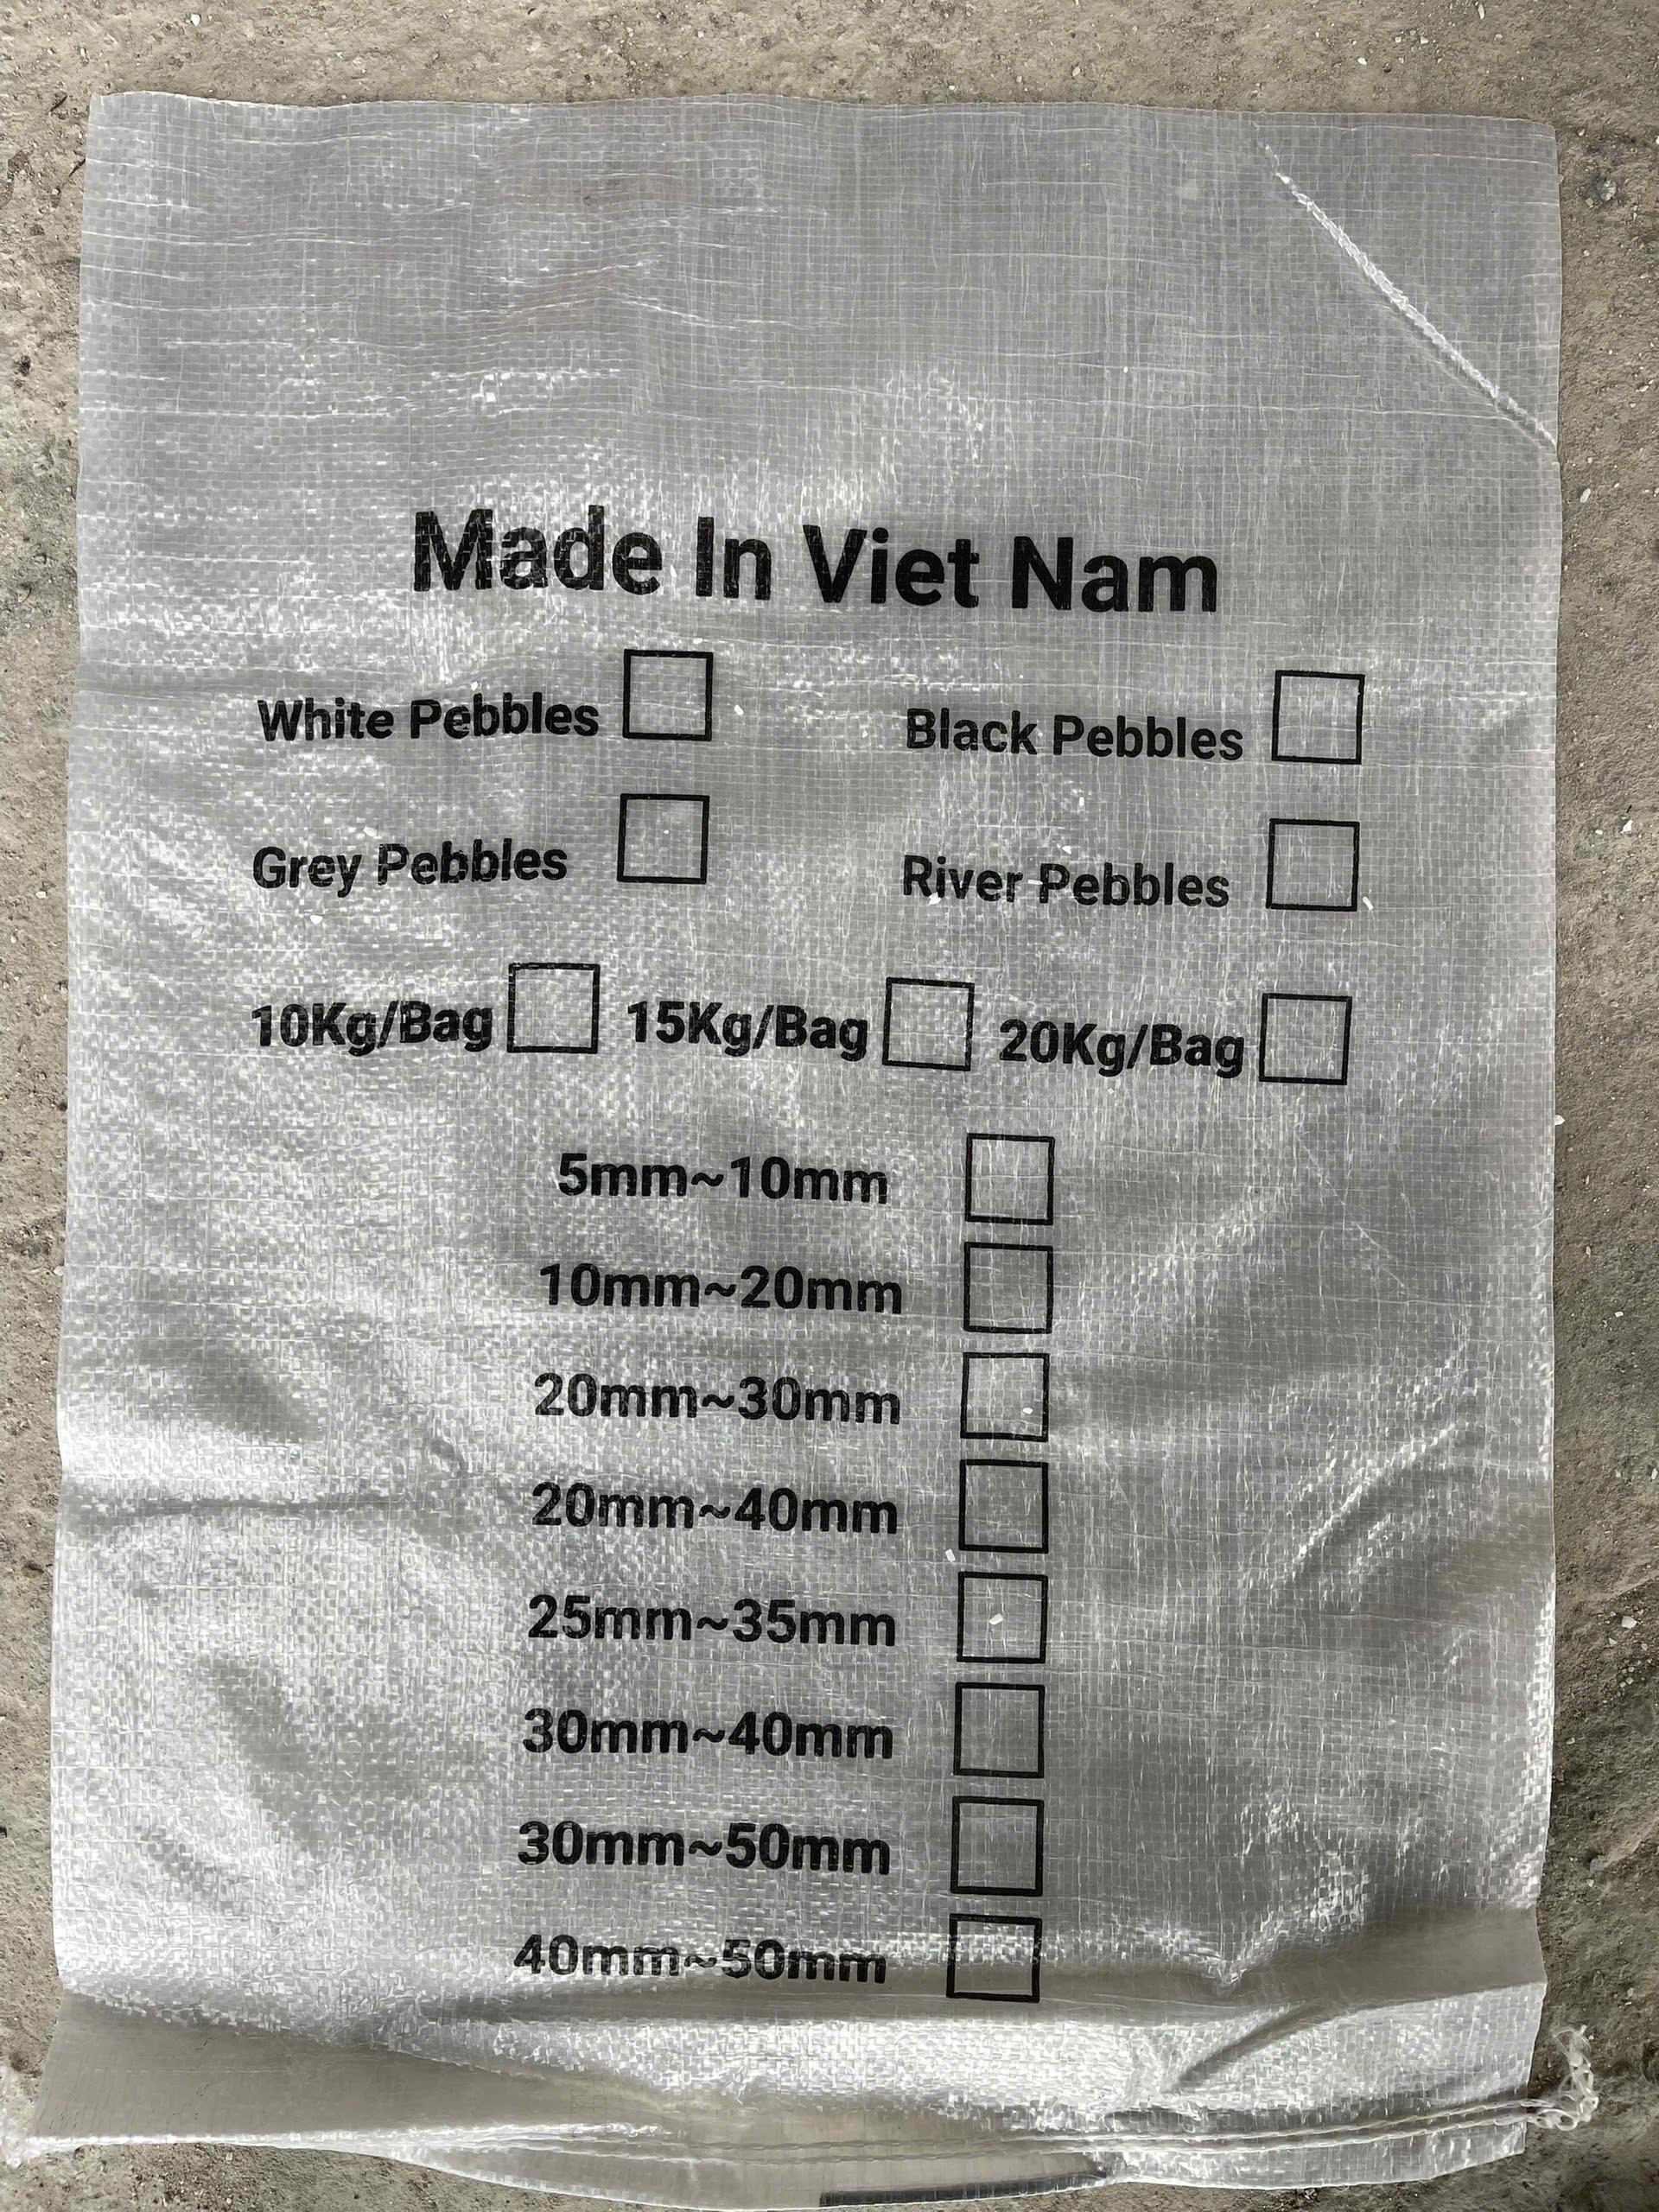 Made In Viet Nam
White Pebbles
Black Pebbles
Grey Pebbles
River Pebbles
10Kg/Bag 15Kg/Bag 20Kg/Bag
5mm~10mm
10mm~20mm
20mm~30mm
20mm~40mm
25mm~35mm
30mm~40mm
30mm~50mm
40mm~50mm